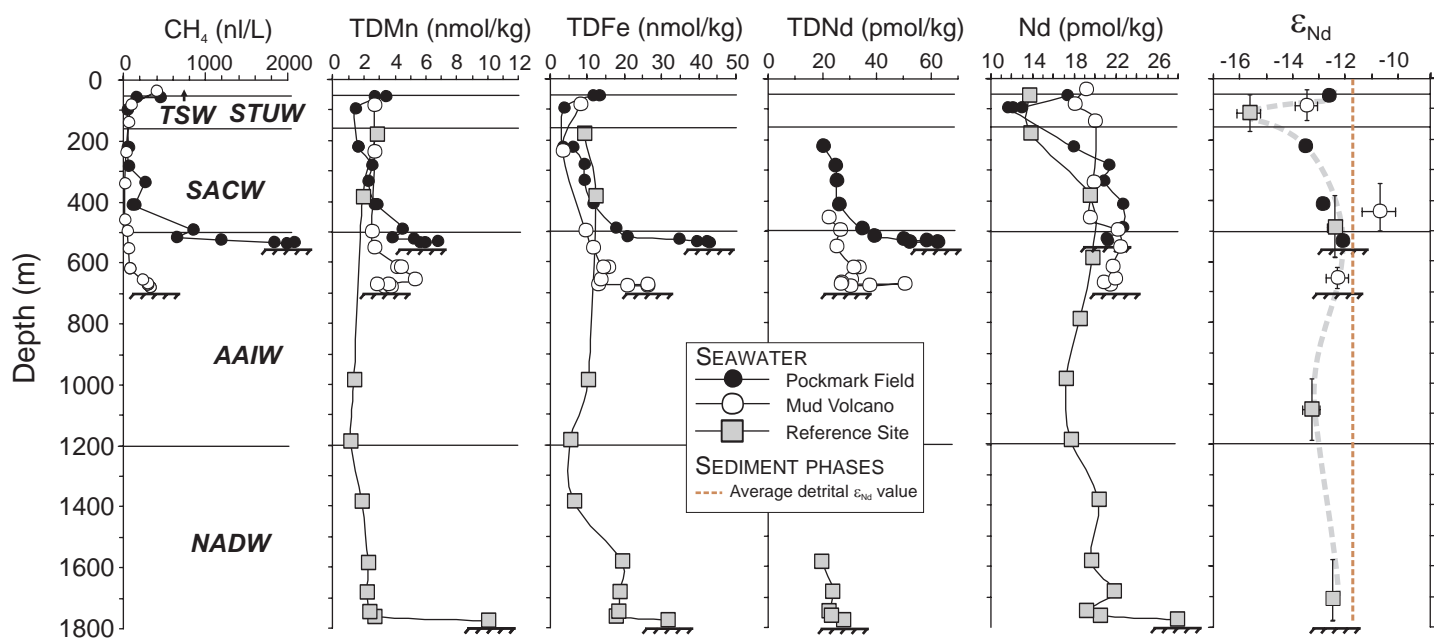 CH₄ (nl/L) TDMn (nmol/kg) TDFe (nmol/kg) TDNd (pmol/kg) Nd (pmol/kg) εNd
0 1000 2000 0 2 4 6 8 10 12 0 10 20 30 40 50 0 20 40 60 10 14 18 22 26 -16 -14 -12 -10
Depth (m)
0
200
400
600
800
1000
1200
1400
1600
1800
TSW STUW
SACW
AAIW
NADW
SEAWATER
Pockmark Field
Mud Volcano
Reference Site
SEDIMENT PHASES
Average detrital εNd value